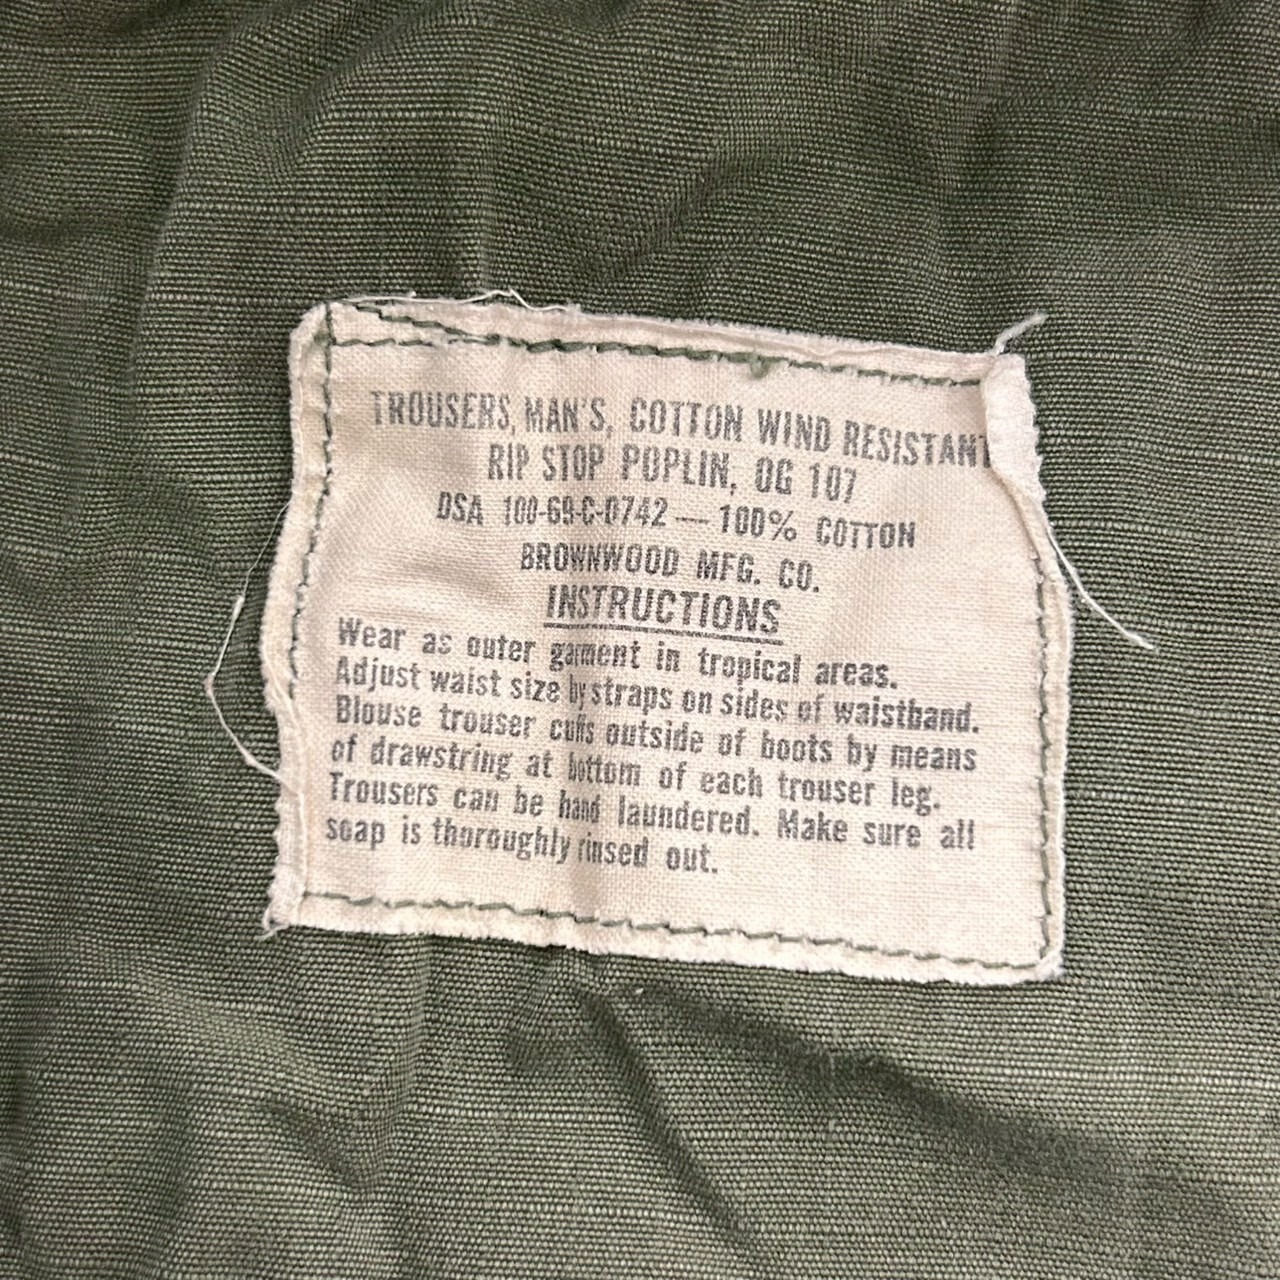 TROUSERS, MAN'S, COTTON WIND RESISTANT
RIP STOP POPLIN, OG 107
DSA 100-69-C-0742 — 100% COTTON
BROWNWOOD MFG. CO.
INSTRUCTIONS
Wear as outer garment in tropical areas.
Adjust waist size by straps on sides of waistband.
Blouse trouser cuffs outside of boots by means
of drawstring at bottom of each trouser leg.
Trousers can be hand laundered. Make sure all
soap is thoroughly rinsed out.